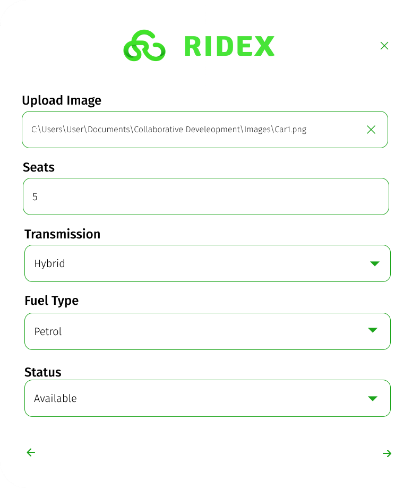 RIDEX
Upload Image
C:\Users\User\Documents\Collaborative Develeopment\Images\Car1.png
Seats
5
Transmission
Hybrid
Fuel Type
Petrol
Status
Available